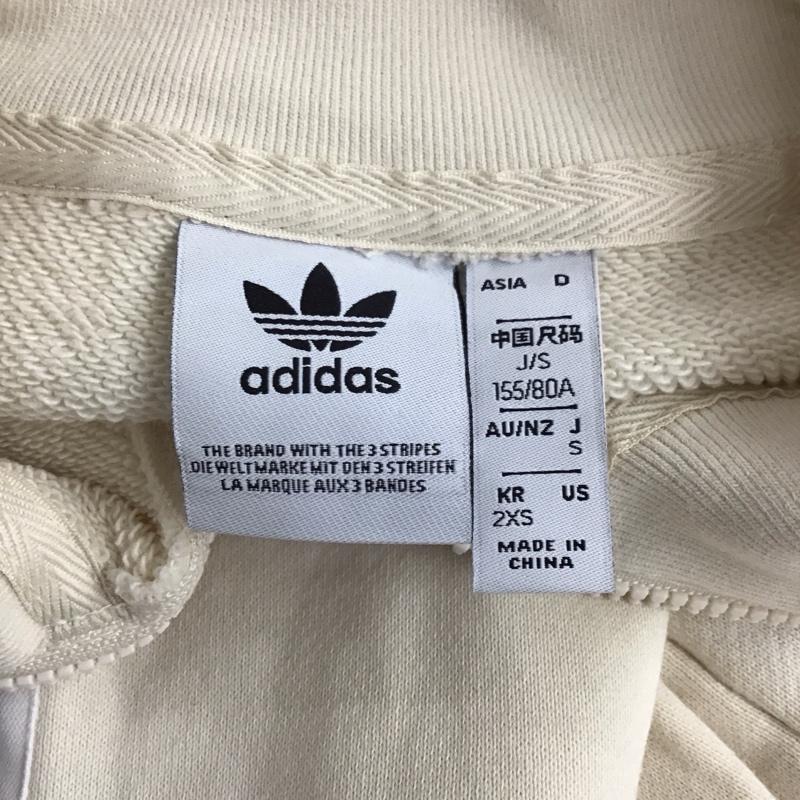 adidas
THE BRAND WITH THE 3 STRIPES
DIE WELTMARKE MIT DEN 3 STREIFEN
LA MARQUE AUX 3 BANDES
ASIA D
中国尺码
J/S
155/80A
AU/NZ J
S
KR US
2XS
MADE IN
CHINA